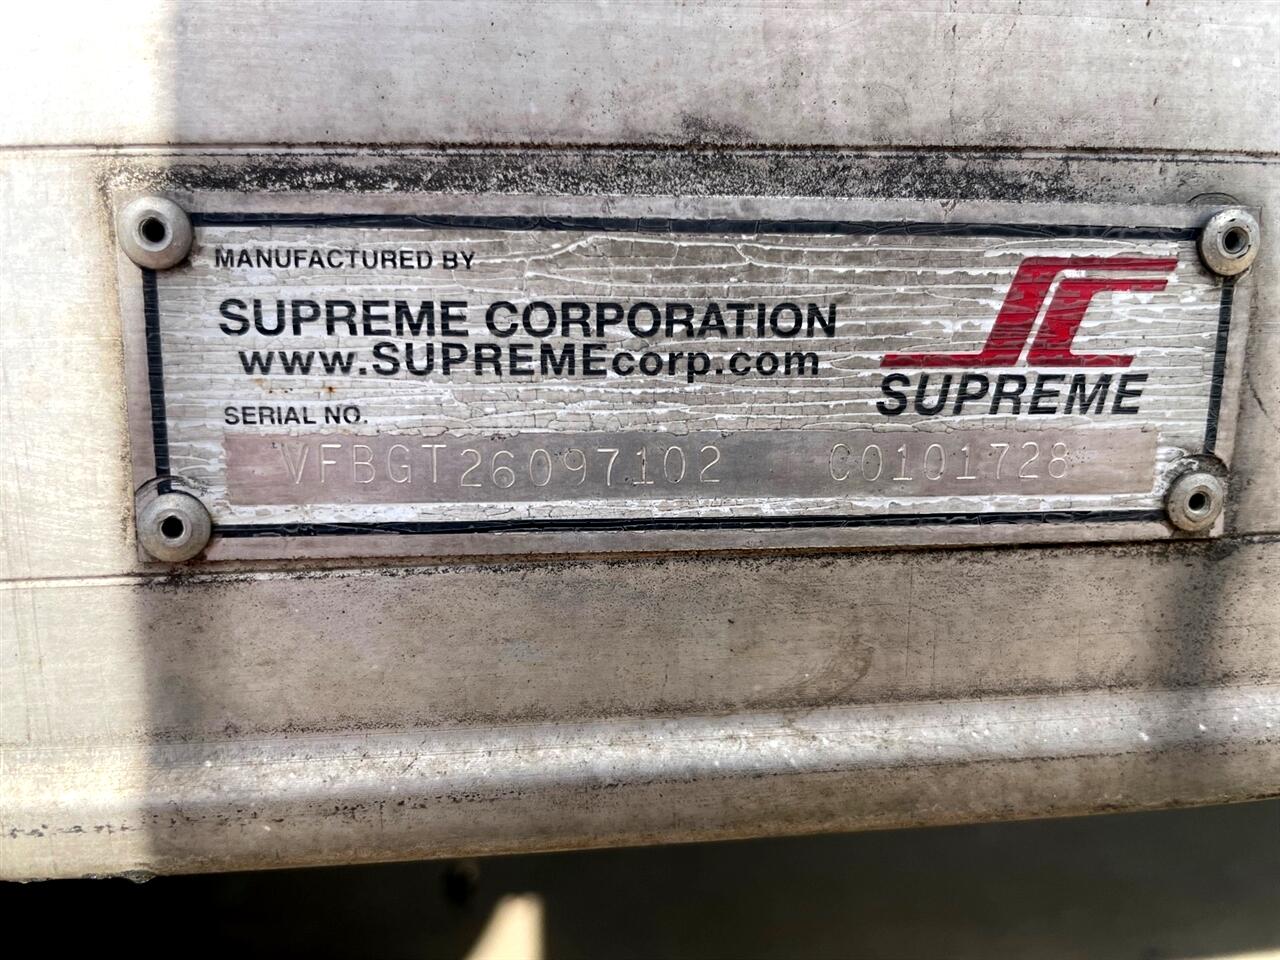 MANUFACTURED BY
SUPREME CORPORATION
www.SUPREMEcorp.com
SUPREME
SERIAL NO.
VFBGT26097102 C0101728